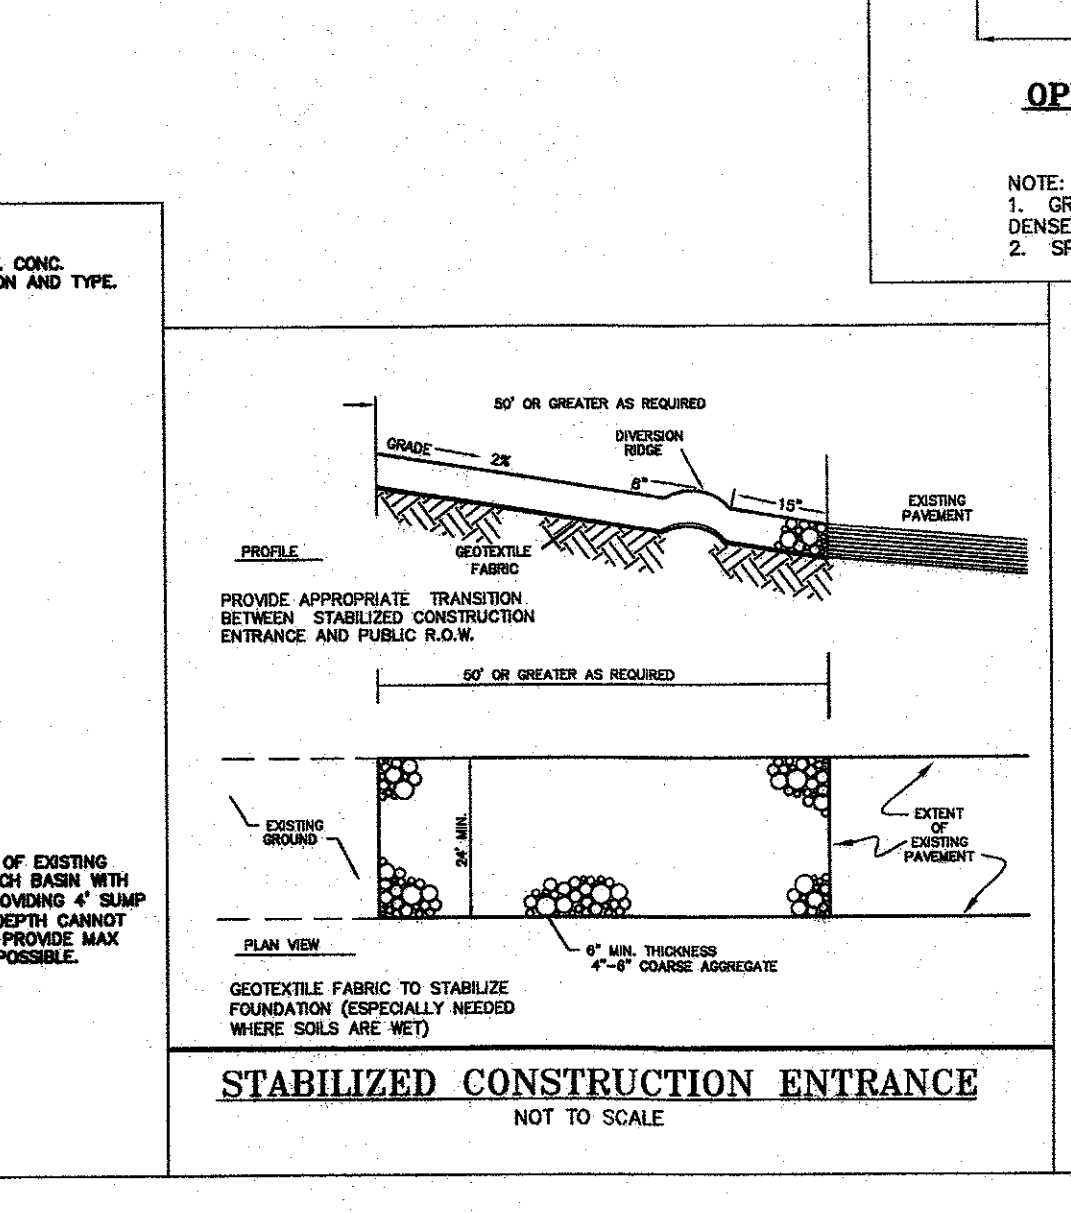 OP
NOTE:
1. GR
DENSE
2. SF
. CONC.
ON AND TYPE.
50' OR GREATER AS REQUIRED
DIVERSION
RIDGE
GRADE 2%
6"
15"
EXISTING
PAVEMENT
PROFILE
GEOTEXTILE
FABRIC
PROVIDE APPROPRIATE TRANSITION
BETWEEN STABILIZED CONSTRUCTION
ENTRANCE AND PUBLIC R.O.W.
50' OR GREATER AS REQUIRED
EXISTING
GROUND
24' MIN.
EXTENT
OF
EXISTING
PAVEMENT
OF EXISTING
CH BASIN WITH
OVIDING 4' SUMP
DEPTH CANNOT
PROVIDE MAX
POSSIBLE.
PLAN VIEW
6" MIN. THICKNESS
4"-6" COARSE AGGREGATE
GEOTEXTILE FABRIC TO STABILIZE
FOUNDATION (ESPECIALLY NEEDED
WHERE SOILS ARE WET)
STABILIZED CONSTRUCTION ENTRANCE
NOT TO SCALE